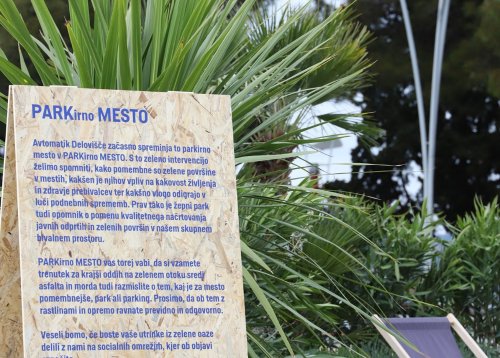 PARKirno MESTO
Avtomatik Delovišče začasno spreminja to parkirno
mesto v PARKirno MESTO. S to zeleno intervencijo
želimo spomniti, kako pomembne so zelene površine
v mestih, kakšen je njihov vpliv na kakovost življenja
in zdravje prebivalcev ter kakšno vlogo odigrajo v
luči podnebnih sprememb. Prav tako je žepni park
tudi opomnik o pomenu kvalitetnega načrtovanja
javnih odprtih in zelenih površin v našem skupnem
bivalnem prostoru.
PARKirno MESTO vas torej vabi, da si vzamete
trenutek za krajši oddih na zelenem otoku sredi
asfalta in morda tudi razmislite o tem, kaj je za mesto
pomembnejše, park ali parking. Prosimo, da ob tem z
rastlinami in opremo ravnate previdno in odgovorno.
Veseli bomo, če boste vaše utrinke iz zelene oaze
delili z nami na socialnih omrežjih, kjer ob objavi